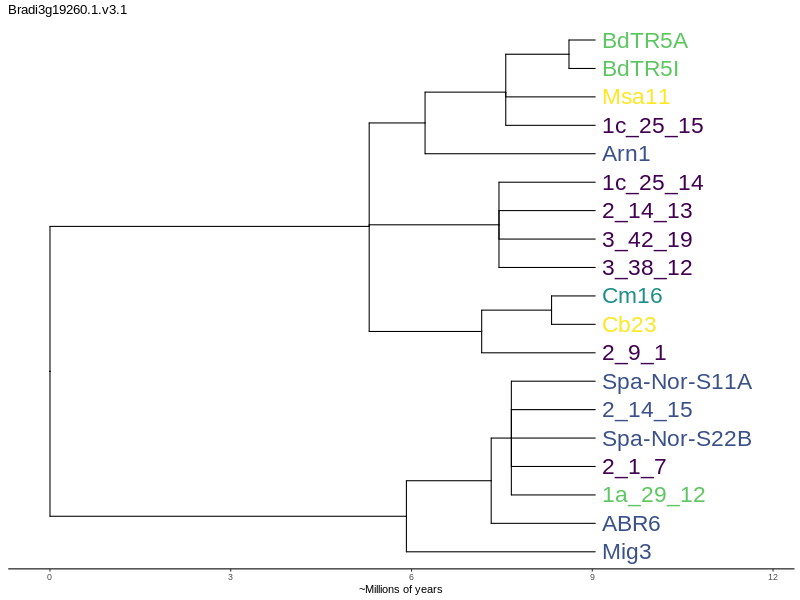 Bradi3g19260.1.v3.1
BdTR5A
BdTR5I
Msa11
1c_25_15
Arn1
1c_25_14
2_14_13
3_42_19
3_38_12
Cm16
Cb23
2_9_1
Spa-Nor-S11A
2_14_15
Spa-Nor-S22B
2_1_7
1a_29_12
ABR6
Mig3
0 3 6 9 12
~Millions of years